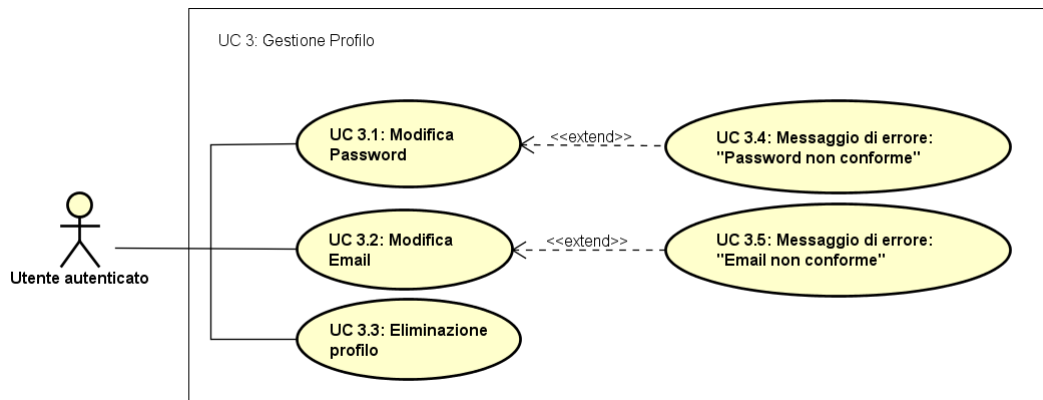 UC 3: Gestione Profilo
UC 3.1: Modifica
Password
<<extend>>
UC 3.4: Messaggio di errore:
"Password non conforme"
Utente autenticato
UC 3.2: Modifica
Email
<<extend>>
UC 3.5: Messaggio di errore:
"Email non conforme"
UC 3.3: Eliminazione
profilo